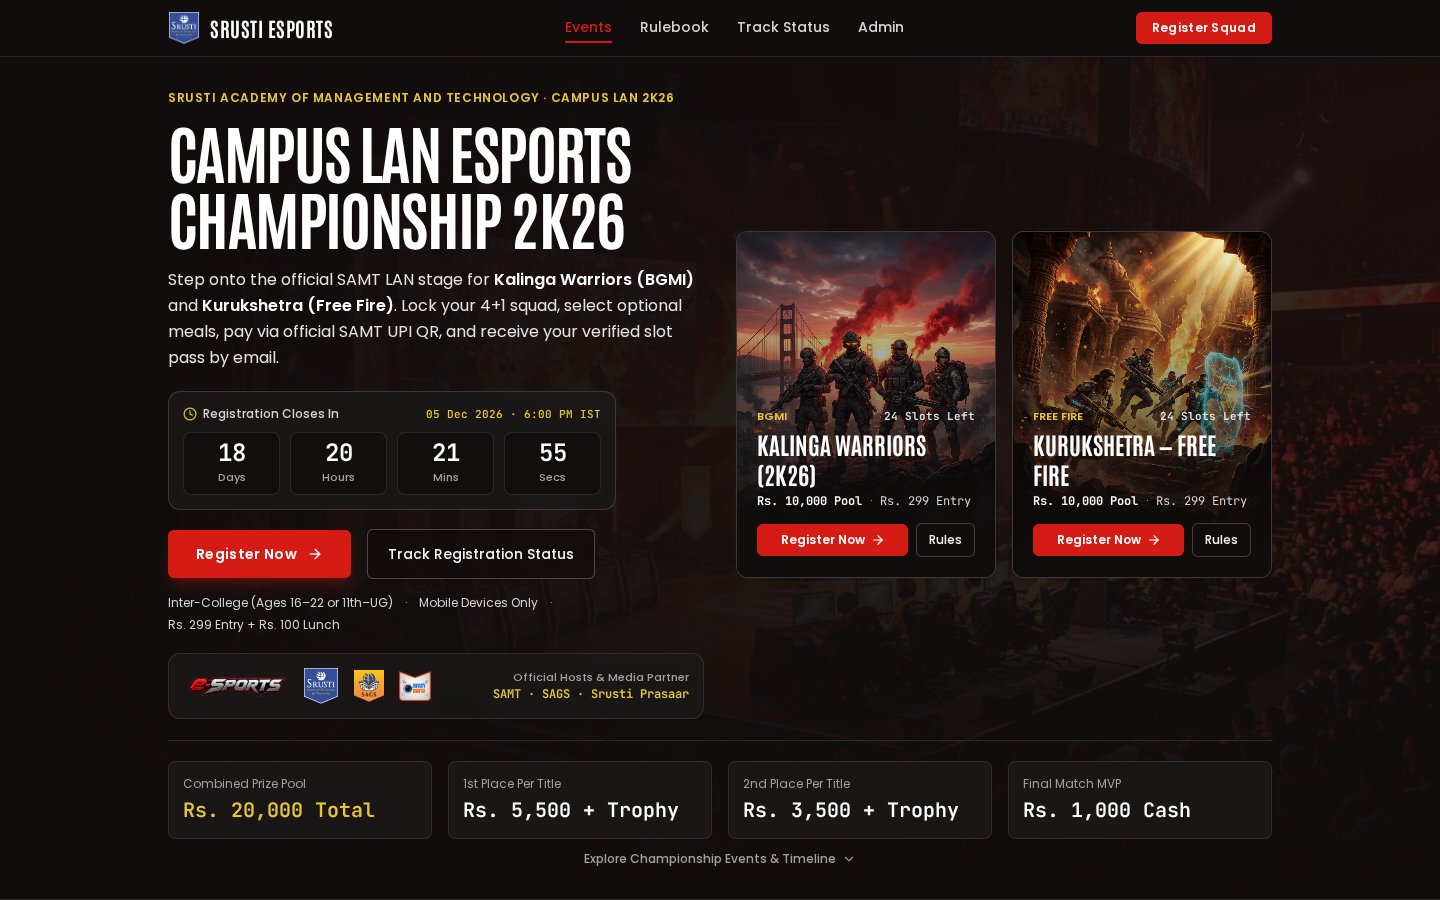 SRUSTI
SRUSTI ESPORTS
Events
Rulebook
Track Status
Admin
Register Squad
SRUSTI ACADEMY OF MANAGEMENT AND TECHNOLOGY · CAMPUS LAN 2K26
CAMPUS LAN ESPORTS
CHAMPIONSHIP 2K26
Step onto the official SAMT LAN stage for Kalinga Warriors (BGMI)
and Kurukshetra (Free Fire). Lock your 4+1 squad, select optional
meals, pay via official SAMT UPI QR, and receive your verified slot
pass by email.
Registration Closes In
05 Dec 2026 · 6:00 PM IST
18
Days
20
Hours
21
Mins
55
Secs
Register Now →
Track Registration Status
Inter-College (Ages 16–22 or 11th–UG) · Mobile Devices Only ·
Rs. 299 Entry + Rs. 100 Lunch
e-SPORTS
SRUSTI
SAGS
Official Hosts & Media Partner
SAMT · SAGS · Srusti Prasaar
BGMI
24 Slots Left
KALINGA WARRIORS
(2K26)
Rs. 10,000 Pool · Rs. 299 Entry
Register Now →
Rules
FREE FIRE
24 Slots Left
KURUKSHETRA – FREE
FIRE
Rs. 10,000 Pool · Rs. 299 Entry
Register Now →
Rules
Combined Prize Pool
Rs. 20,000 Total
1st Place Per Title
Rs. 5,500 + Trophy
2nd Place Per Title
Rs. 3,500 + Trophy
Final Match MVP
Rs. 1,000 Cash
Explore Championship Events & Timeline